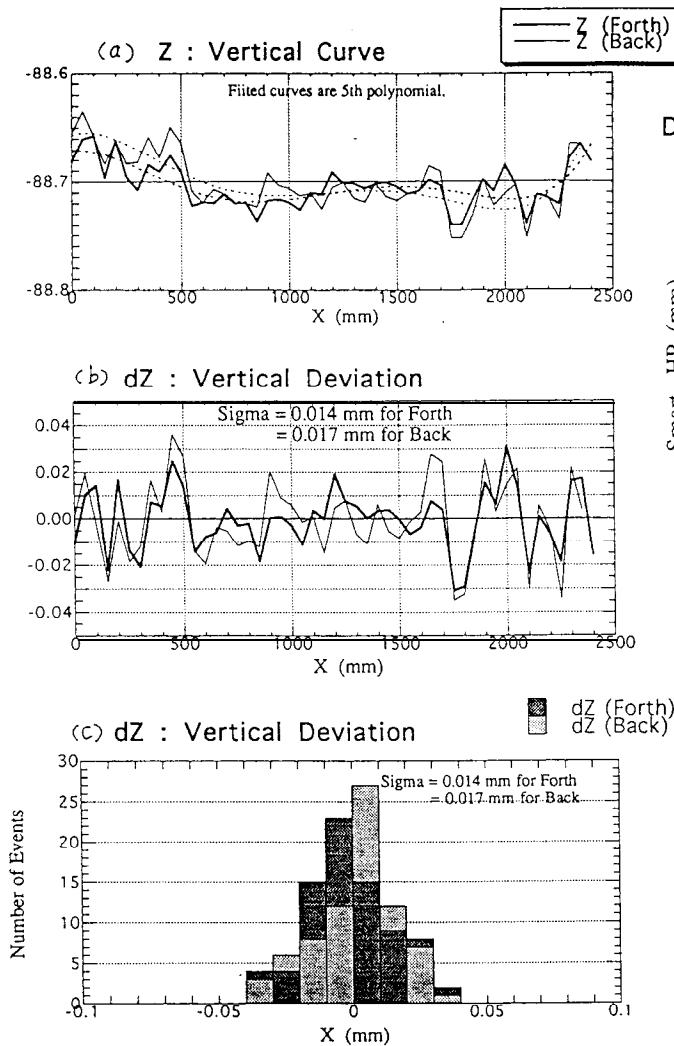 Z (Forth)
Z (Back)
(a) Z : Vertical Curve
Fiited curves are 5th polynomial.
-88.6
-88.7
-88.8
0
500
1000
1500
2000
2500
X (mm)
D
Smart HR (mm)
(b) dZ : Vertical Deviation
Sigma = 0.014 mm for Forth
= 0.017 mm for Back
0.04
0.02
0.00
-0.02
-0.04
0
500
1000
1500
2000
2500
X (mm)
(c) dZ : Vertical Deviation
dZ (Forth)
dZ (Back)
Sigma = 0.014 mm for Forth
= 0.017 mm for Back
Number of Events
30
25
20
15
10
5
0
-0.1
-0.05
0
0.05
0.1
X (mm)